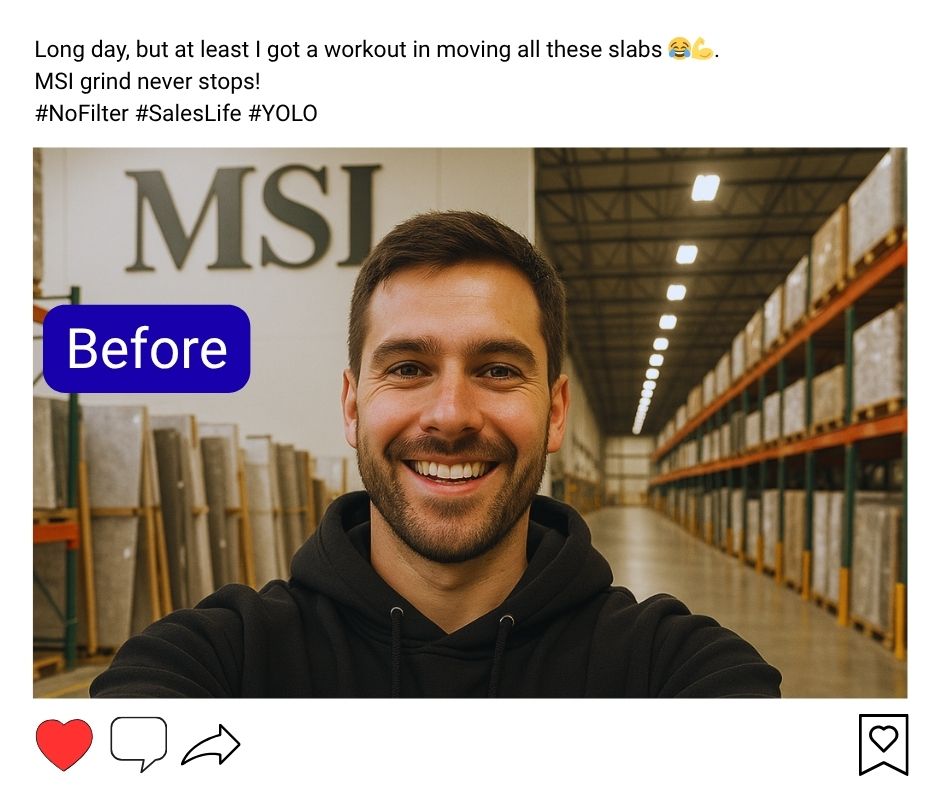 Long day, but at least I got a workout in moving all these slabs 😂💪.
MSI grind never stops!
#NoFilter #SalesLife #YOLO
MSI
Before